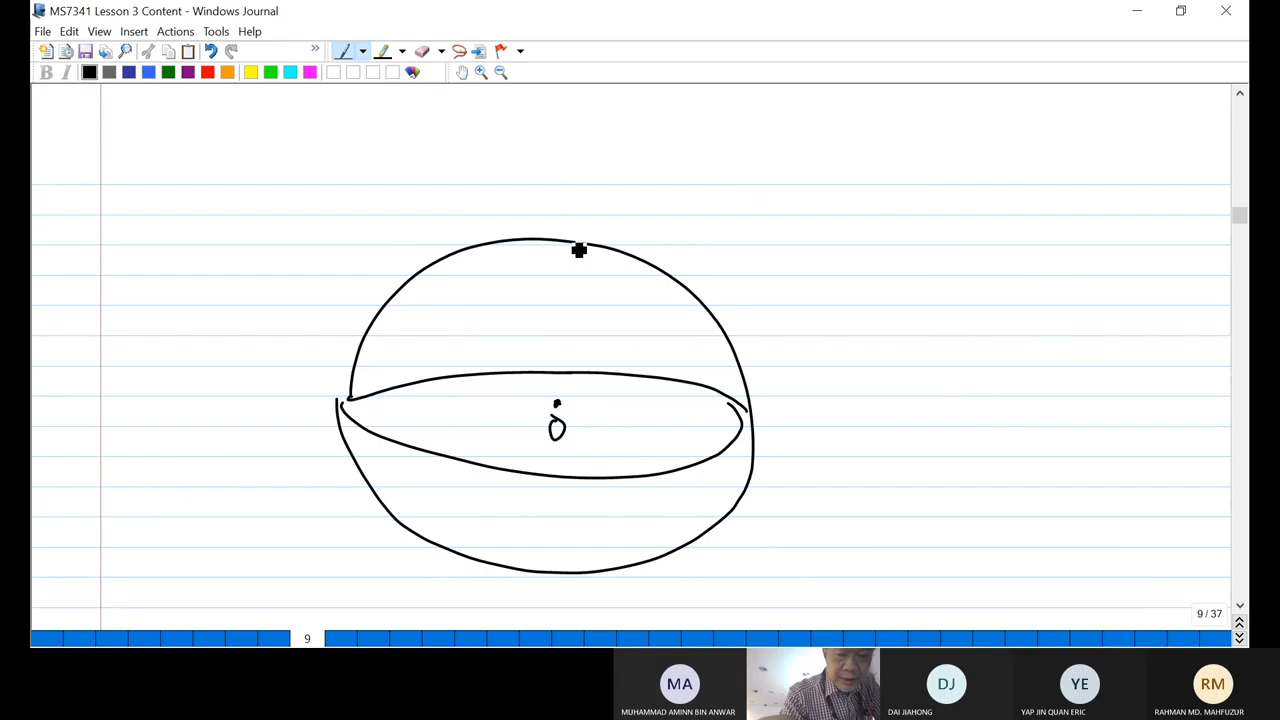 MS7341 Lesson 3 Content - Windows Journal
File Edit View Insert Actions Tools Help
B I
O
9 / 37
9
MA DJ YE RM
MUHAMMAD AMINN BIN ANWAR DAI JIAHONG YAP JIN QUAN ERIC RAHMAN MD. MAHFUZUR